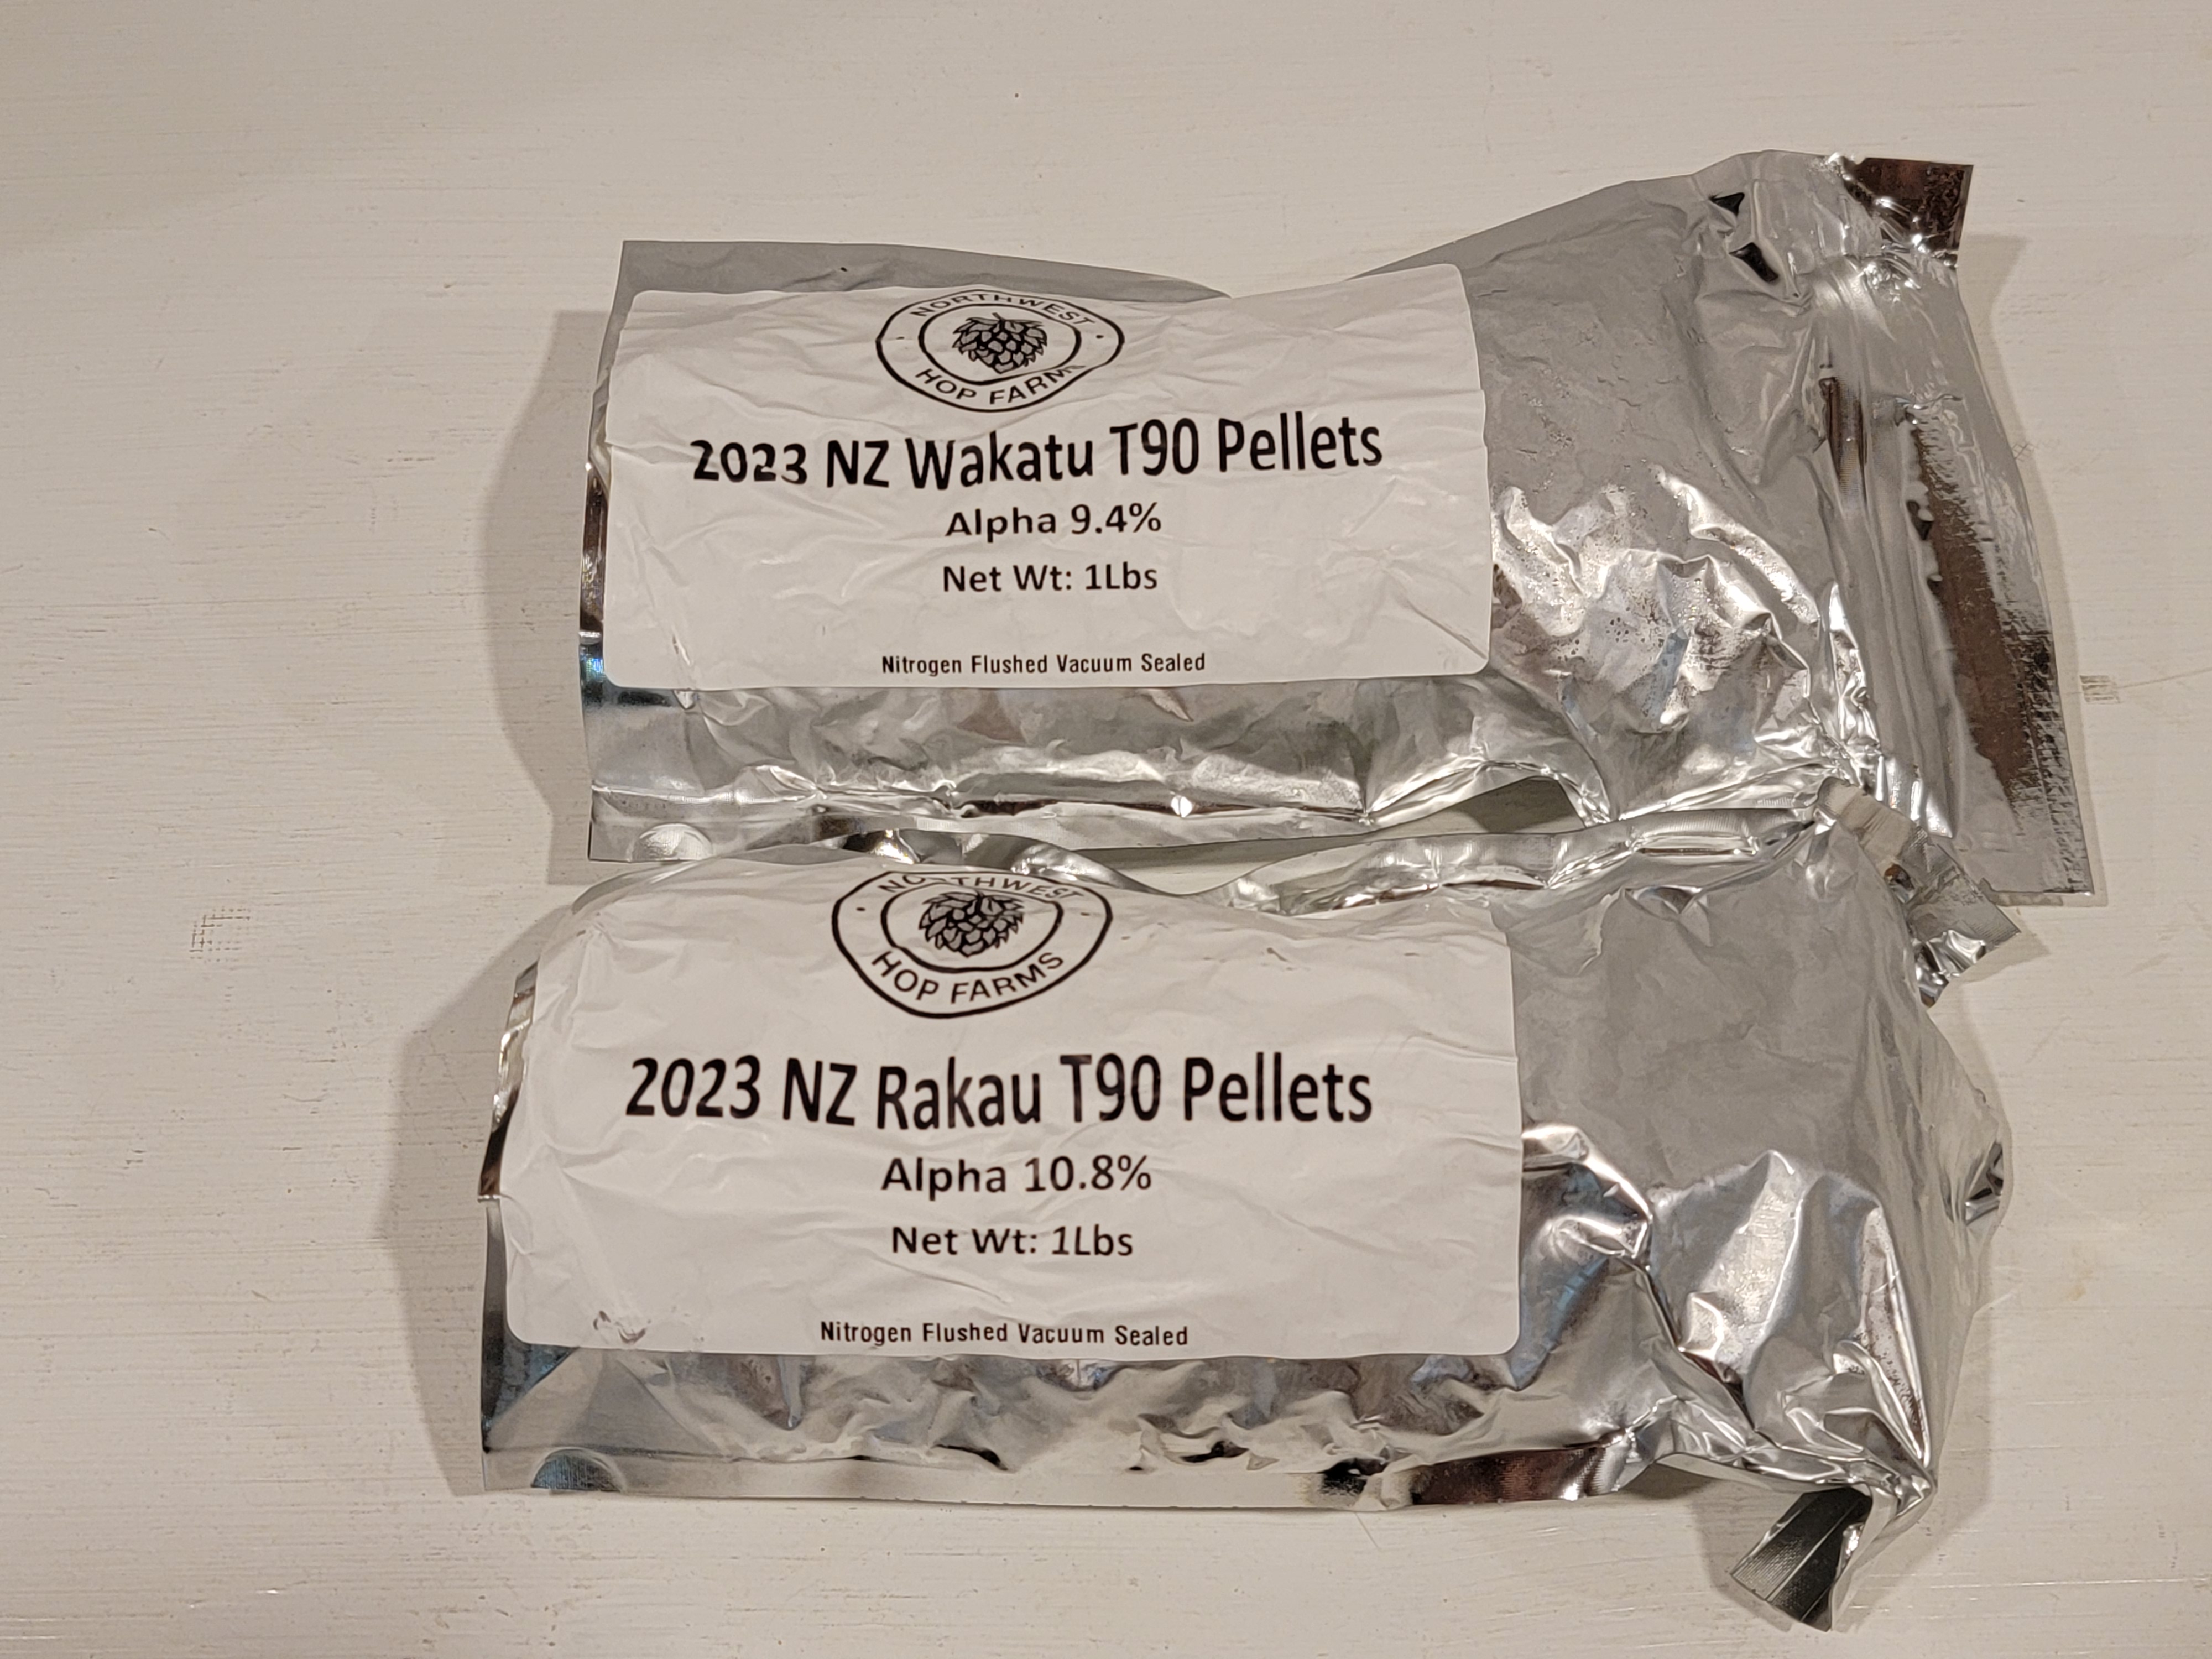 NORTHWEST
HOP FARMS
2023 NZ Wakatu T90 Pellets
Alpha 9.4%
Net Wt: 1Lbs
Nitrogen Flushed Vacuum Sealed
NORTHWEST
HOP FARMS
2023 NZ Rakau T90 Pellets
Alpha 10.8%
Net Wt: 1Lbs
Nitrogen Flushed Vacuum Sealed